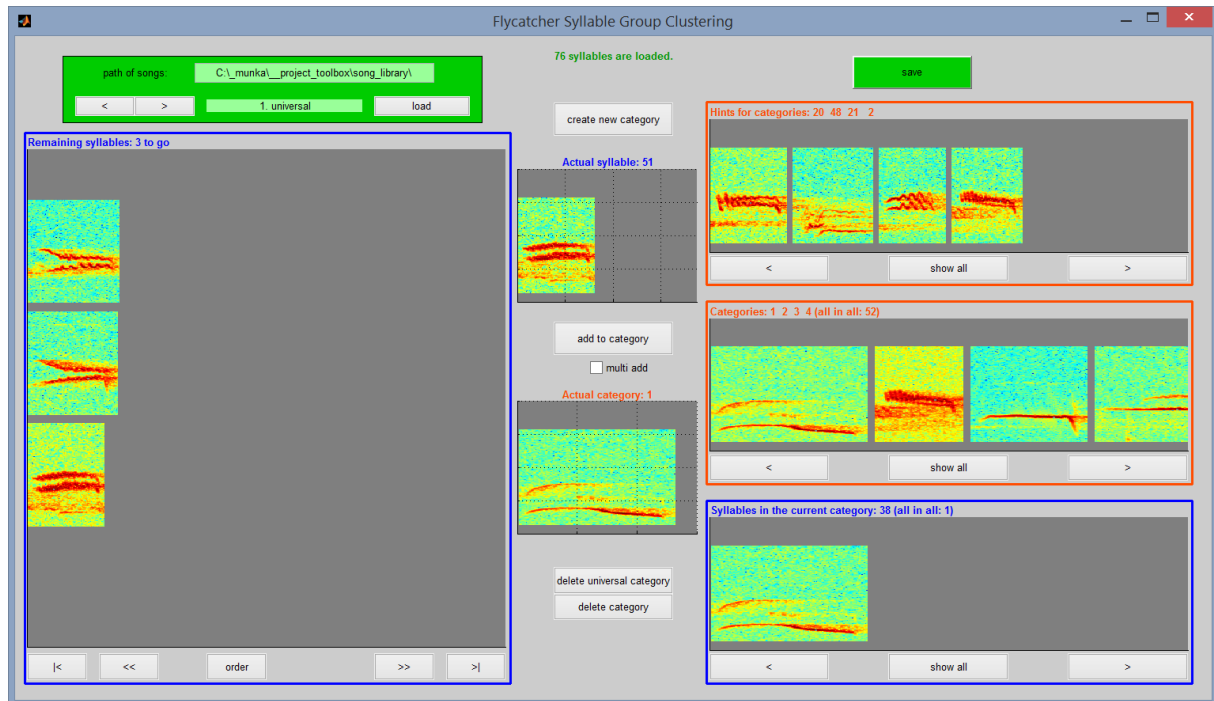 Flycatcher Syllable Group Clustering
path of songs:
C:\_munka\__project_toolbox\song_library\
<
>
1. universal
load
76 syllables are loaded.
save
create new category
Remaining syllables: 3 to go
|<
<<
order
>>
>|
Actual syllable: 51
add to category
multi add
Actual category: 1
delete universal category
delete category
Hints for categories: 20 48 21 2
<
show all
>
Categories: 1 2 3 4 (all in all: 52)
<
show all
>
Syllables in the current category: 38 (all in all: 1)
<
show all
>